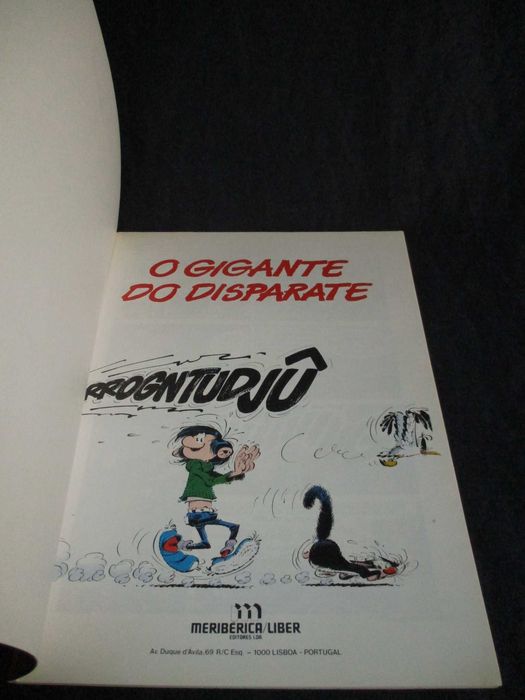 O GIGANTE
DO DISPARATE
RROGNTUDJÛ
MERIBERICA/LIBER
EDITORES LDA
Av. Duque d'Ávila, 69 R/C Esq. – 1000 LISBOA - PORTUGAL